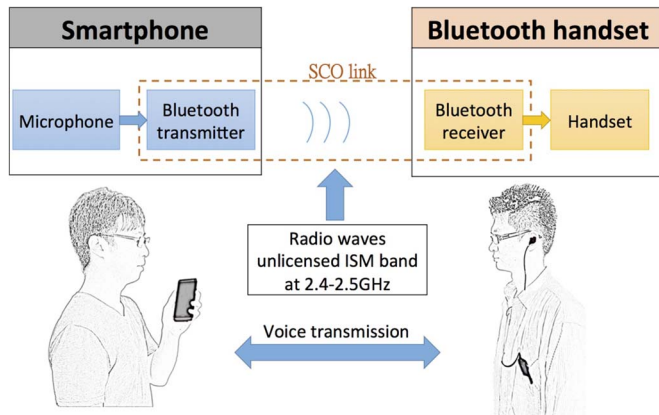 Smartphone
Bluetooth handset
SCO link
Microphone
Bluetooth
transmitter
Bluetooth
receiver
Handset
Radio waves
unlicensed ISM band
at 2.4-2.5GHz
Voice transmission